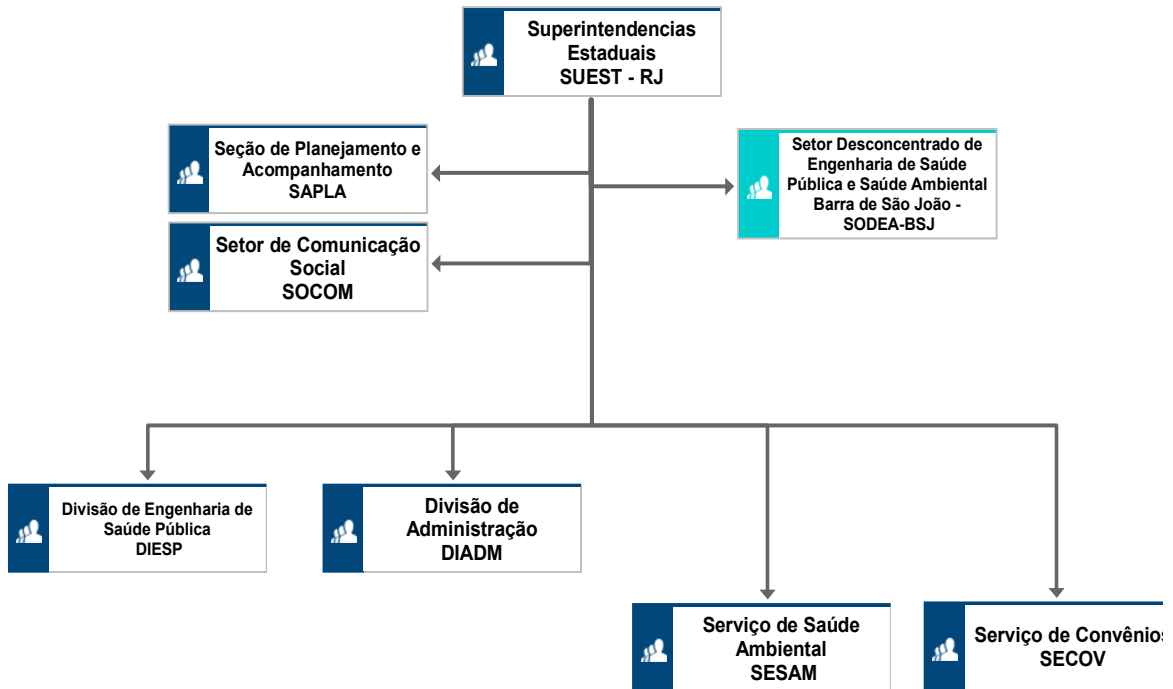 Superintendencias
Estaduais
SUEST - RJ
Seção de Planejamento e
Acompanhamento
SAPLA
Setor Desconcentrado de
Engenharia de Saúde
Pública e Saúde Ambiental
Barra de São João -
SODEA-BSJ
Setor de Comunicação
Social
SOCOM
Divisão de Engenharia de
Saúde Pública
DIESP
Divisão de
Administração
DIADM
Serviço de Saúde
Ambiental
SESAM
Serviço de Convênios
SECOV